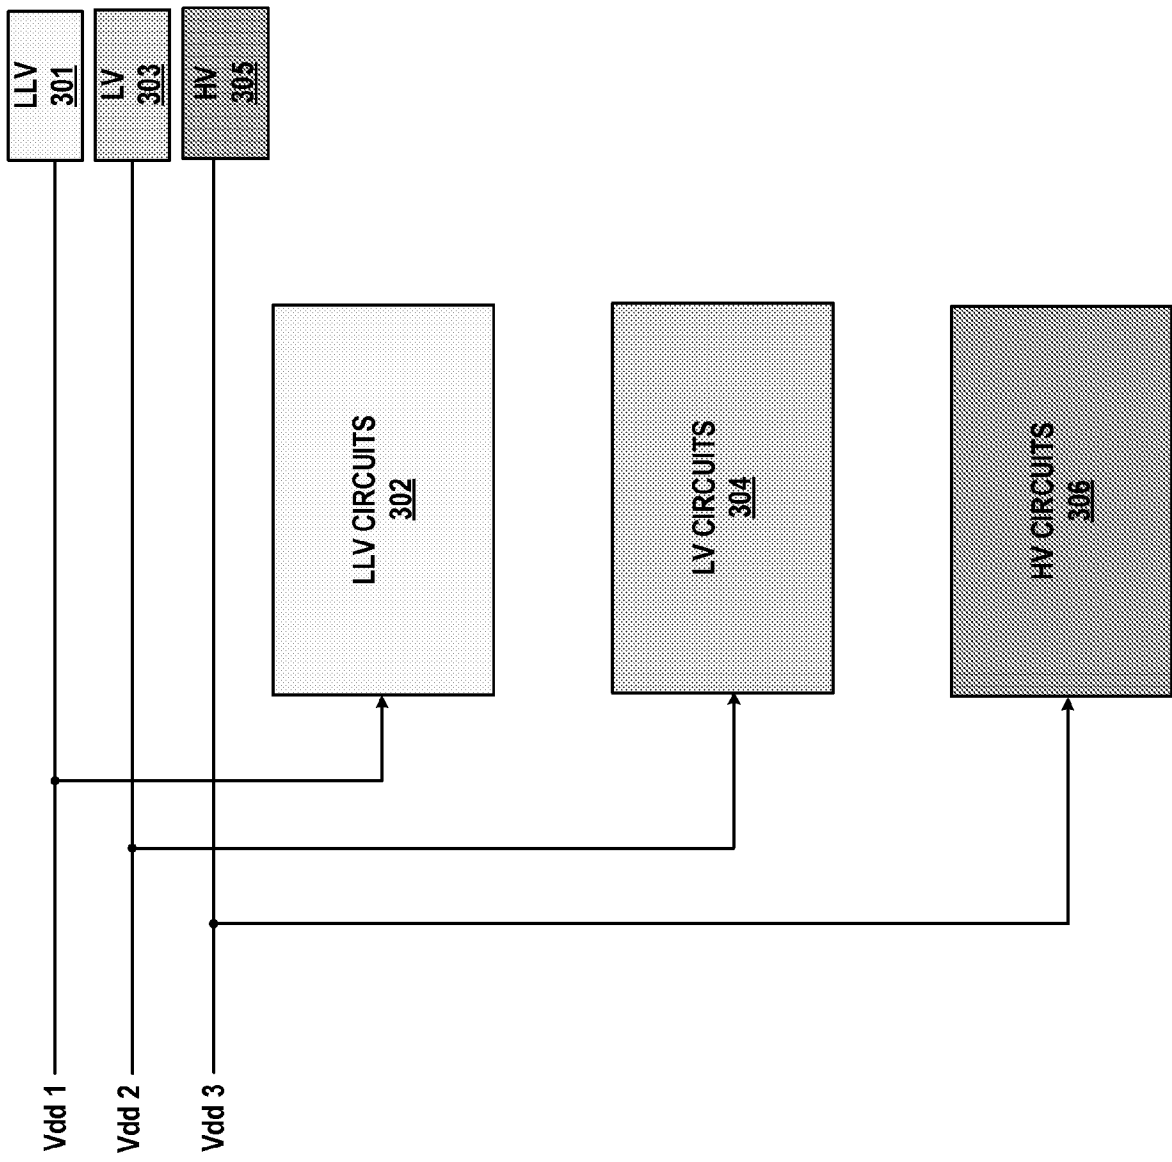 LLV
301
LV
303
HV
305
LLV CIRCUITS
302
LV CIRCUITS
304
HV CIRCUITS
306
Vdd 1
Vdd 2
Vdd 3